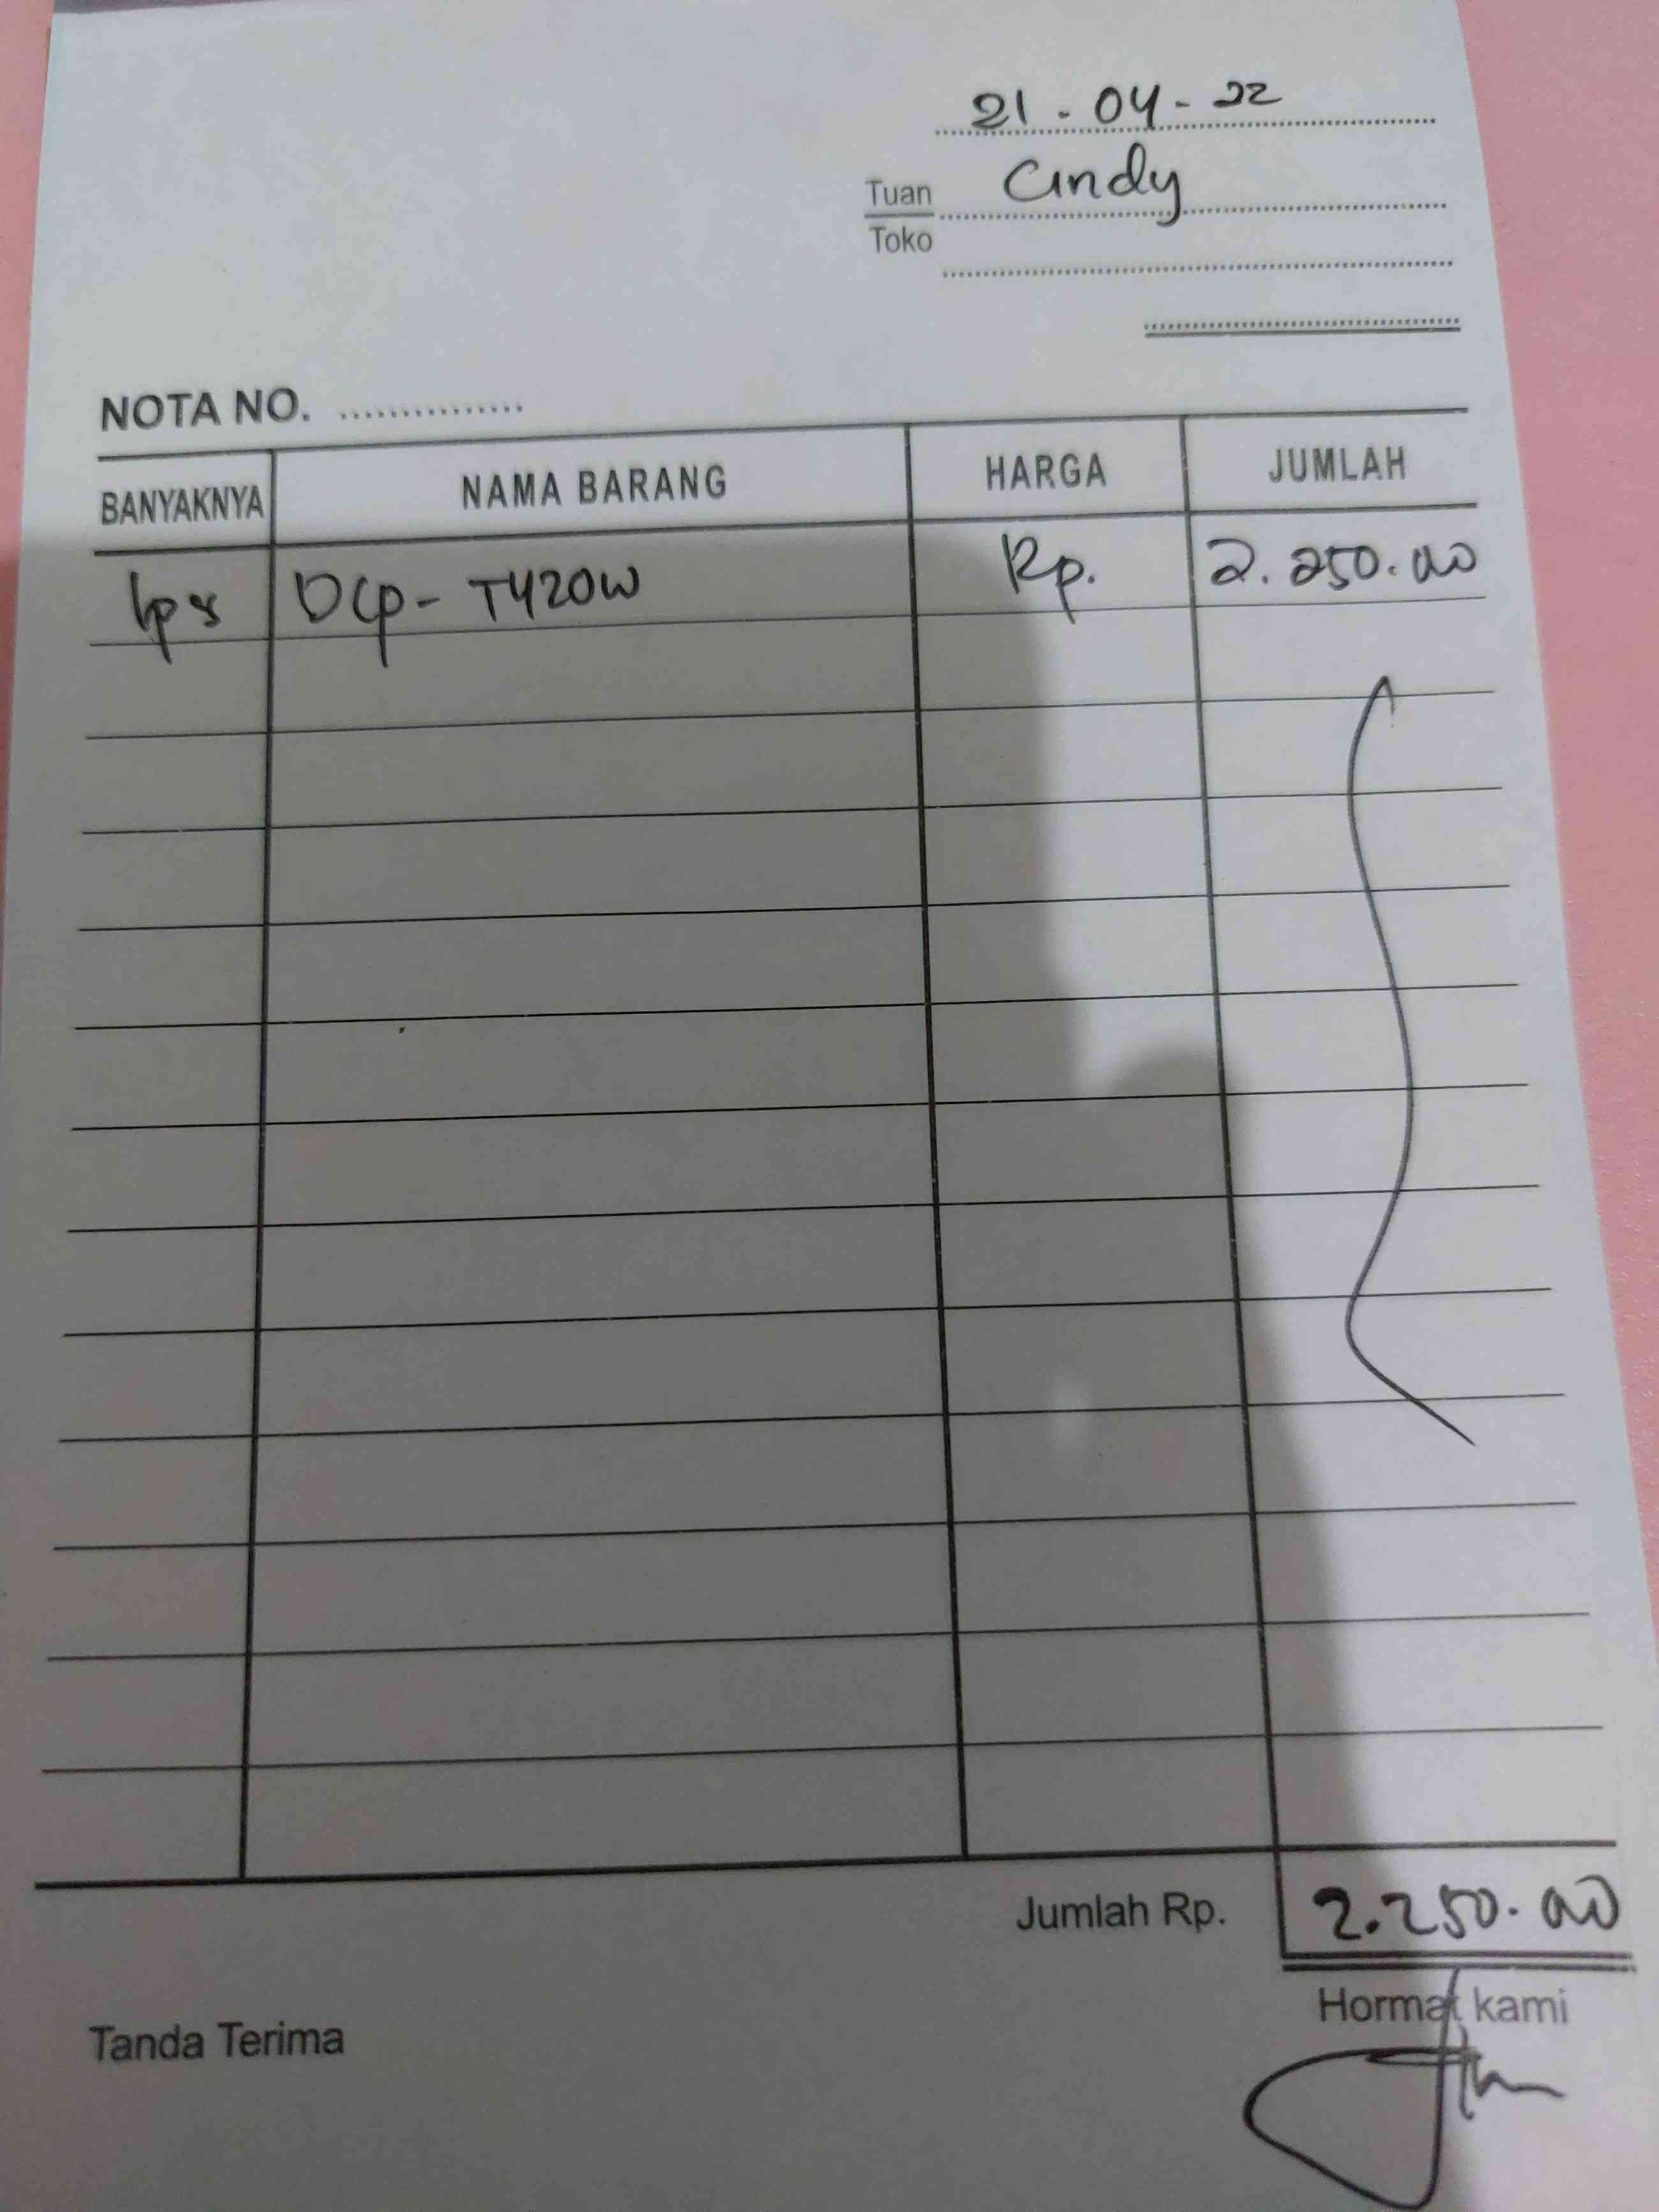 21 - 04 - 22
Tuan Cindy
Toko
NOTA NO. ...............
BANYAKNYA NAMA BARANG HARGA JUMLAH
1pcs DCP- T420W Rp. 2.250.000
Jumlah Rp. 2.250.000
Tanda Terima Hormat kami